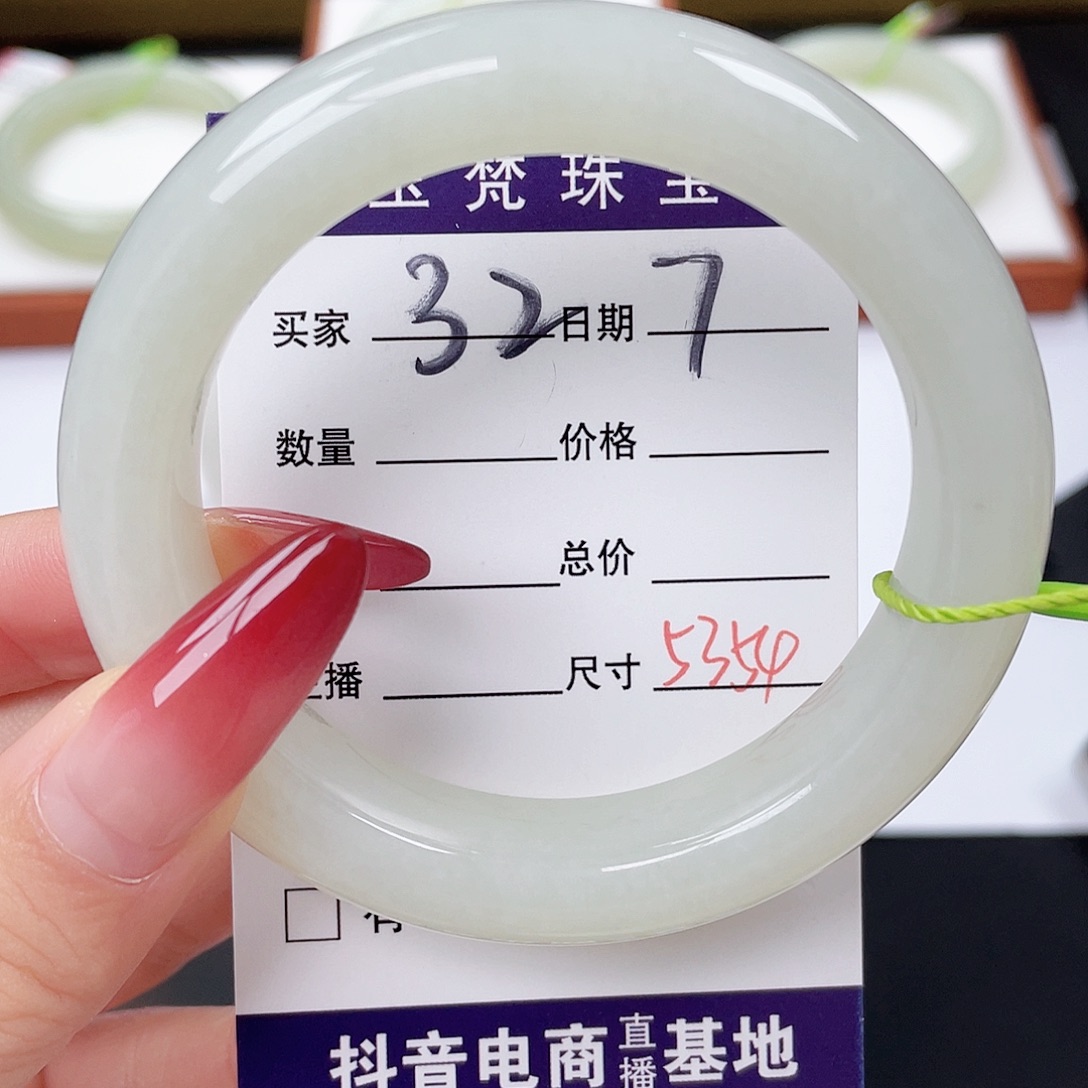 梵珠宝
买家 32 日期 7
数量 价格
总价
播 尺寸 5354
有
抖音电商直播基地